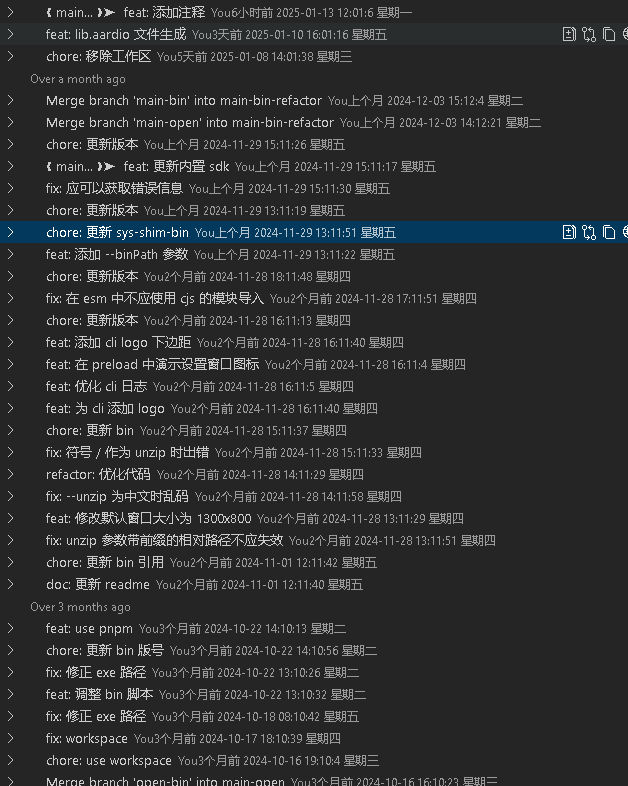 ⟪ main... ⟫➤ feat: 添加注释 You6小时前 2025-01-13 12:01:6 星期一
feat: lib.aardio 文件生成 You3天前 2025-01-10 16:01:16 星期五
chore: 移除工作区 You5天前 2025-01-08 14:01:38 星期三
Over a month ago
Merge branch 'main-bin' into main-bin-refactor You上个月 2024-12-03 15:12:4 星期二
Merge branch 'main-open' into main-bin-refactor You上个月 2024-12-03 14:12:21 星期二
chore: 更新版本 You上个月 2024-11-29 15:11:26 星期五
⟪ main... ⟫➤ feat: 更新内置 sdk You上个月 2024-11-29 15:11:17 星期五
fix: 应可以获取错误信息 You上个月 2024-11-29 15:11:30 星期五
chore: 更新版本 You上个月 2024-11-29 13:11:19 星期五
chore: 更新 sys-shim-bin You上个月 2024-11-29 13:11:51 星期五
feat: 添加 --binPath 参数 You上个月 2024-11-29 13:11:22 星期五
chore: 更新版本 You2个月前 2024-11-28 18:11:48 星期四
fix: 在 esm 中不应使用 cjs 的模块导入 You2个月前 2024-11-28 17:11:51 星期四
chore: 更新版本 You2个月前 2024-11-28 16:11:13 星期四
feat: 添加 cli logo 下边距 You2个月前 2024-11-28 16:11:40 星期四
feat: 在 preload 中演示设置窗口图标 You2个月前 2024-11-28 16:11:4 星期四
feat: 优化 cli 日志 You2个月前 2024-11-28 16:11:5 星期四
feat: 为 cli 添加 logo You2个月前 2024-11-28 16:11:40 星期四
chore: 更新 bin You2个月前 2024-11-28 15:11:37 星期四
fix: 符号 / 作为 unzip 时出错 You2个月前 2024-11-28 15:11:33 星期四
refactor: 优化代码 You2个月前 2024-11-28 14:11:29 星期四
fix: --unzip 为中文时乱码 You2个月前 2024-11-28 14:11:58 星期四
feat: 修改默认窗口大小为 1300x800 You2个月前 2024-11-28 13:11:29 星期四
fix: unzip 参数带前缀的相对路径不应失效 You2个月前 2024-11-28 13:11:51 星期四
chore: 更新 bin 引用 You2个月前 2024-11-01 12:11:42 星期五
doc: 更新 readme You2个月前 2024-11-01 12:11:40 星期五
Over 3 months ago
feat: use pnpm You3个月前 2024-10-22 14:10:13 星期二
chore: 更新 bin 版号 You3个月前 2024-10-22 14:10:56 星期二
fix: 修正 exe 路径 You3个月前 2024-10-22 13:10:26 星期二
feat: 调整 bin 脚本 You3个月前 2024-10-22 13:10:32 星期二
fix: 修正 exe 路径 You3个月前 2024-10-18 08:10:42 星期五
fix: workspace You3个月前 2024-10-17 18:10:39 星期四
chore: use workspace You3个月前 2024-10-16 19:10:4 星期三
Merge branch 'open-bin' into main-open You3个月前 2024-10-16 16:10:23 星期三